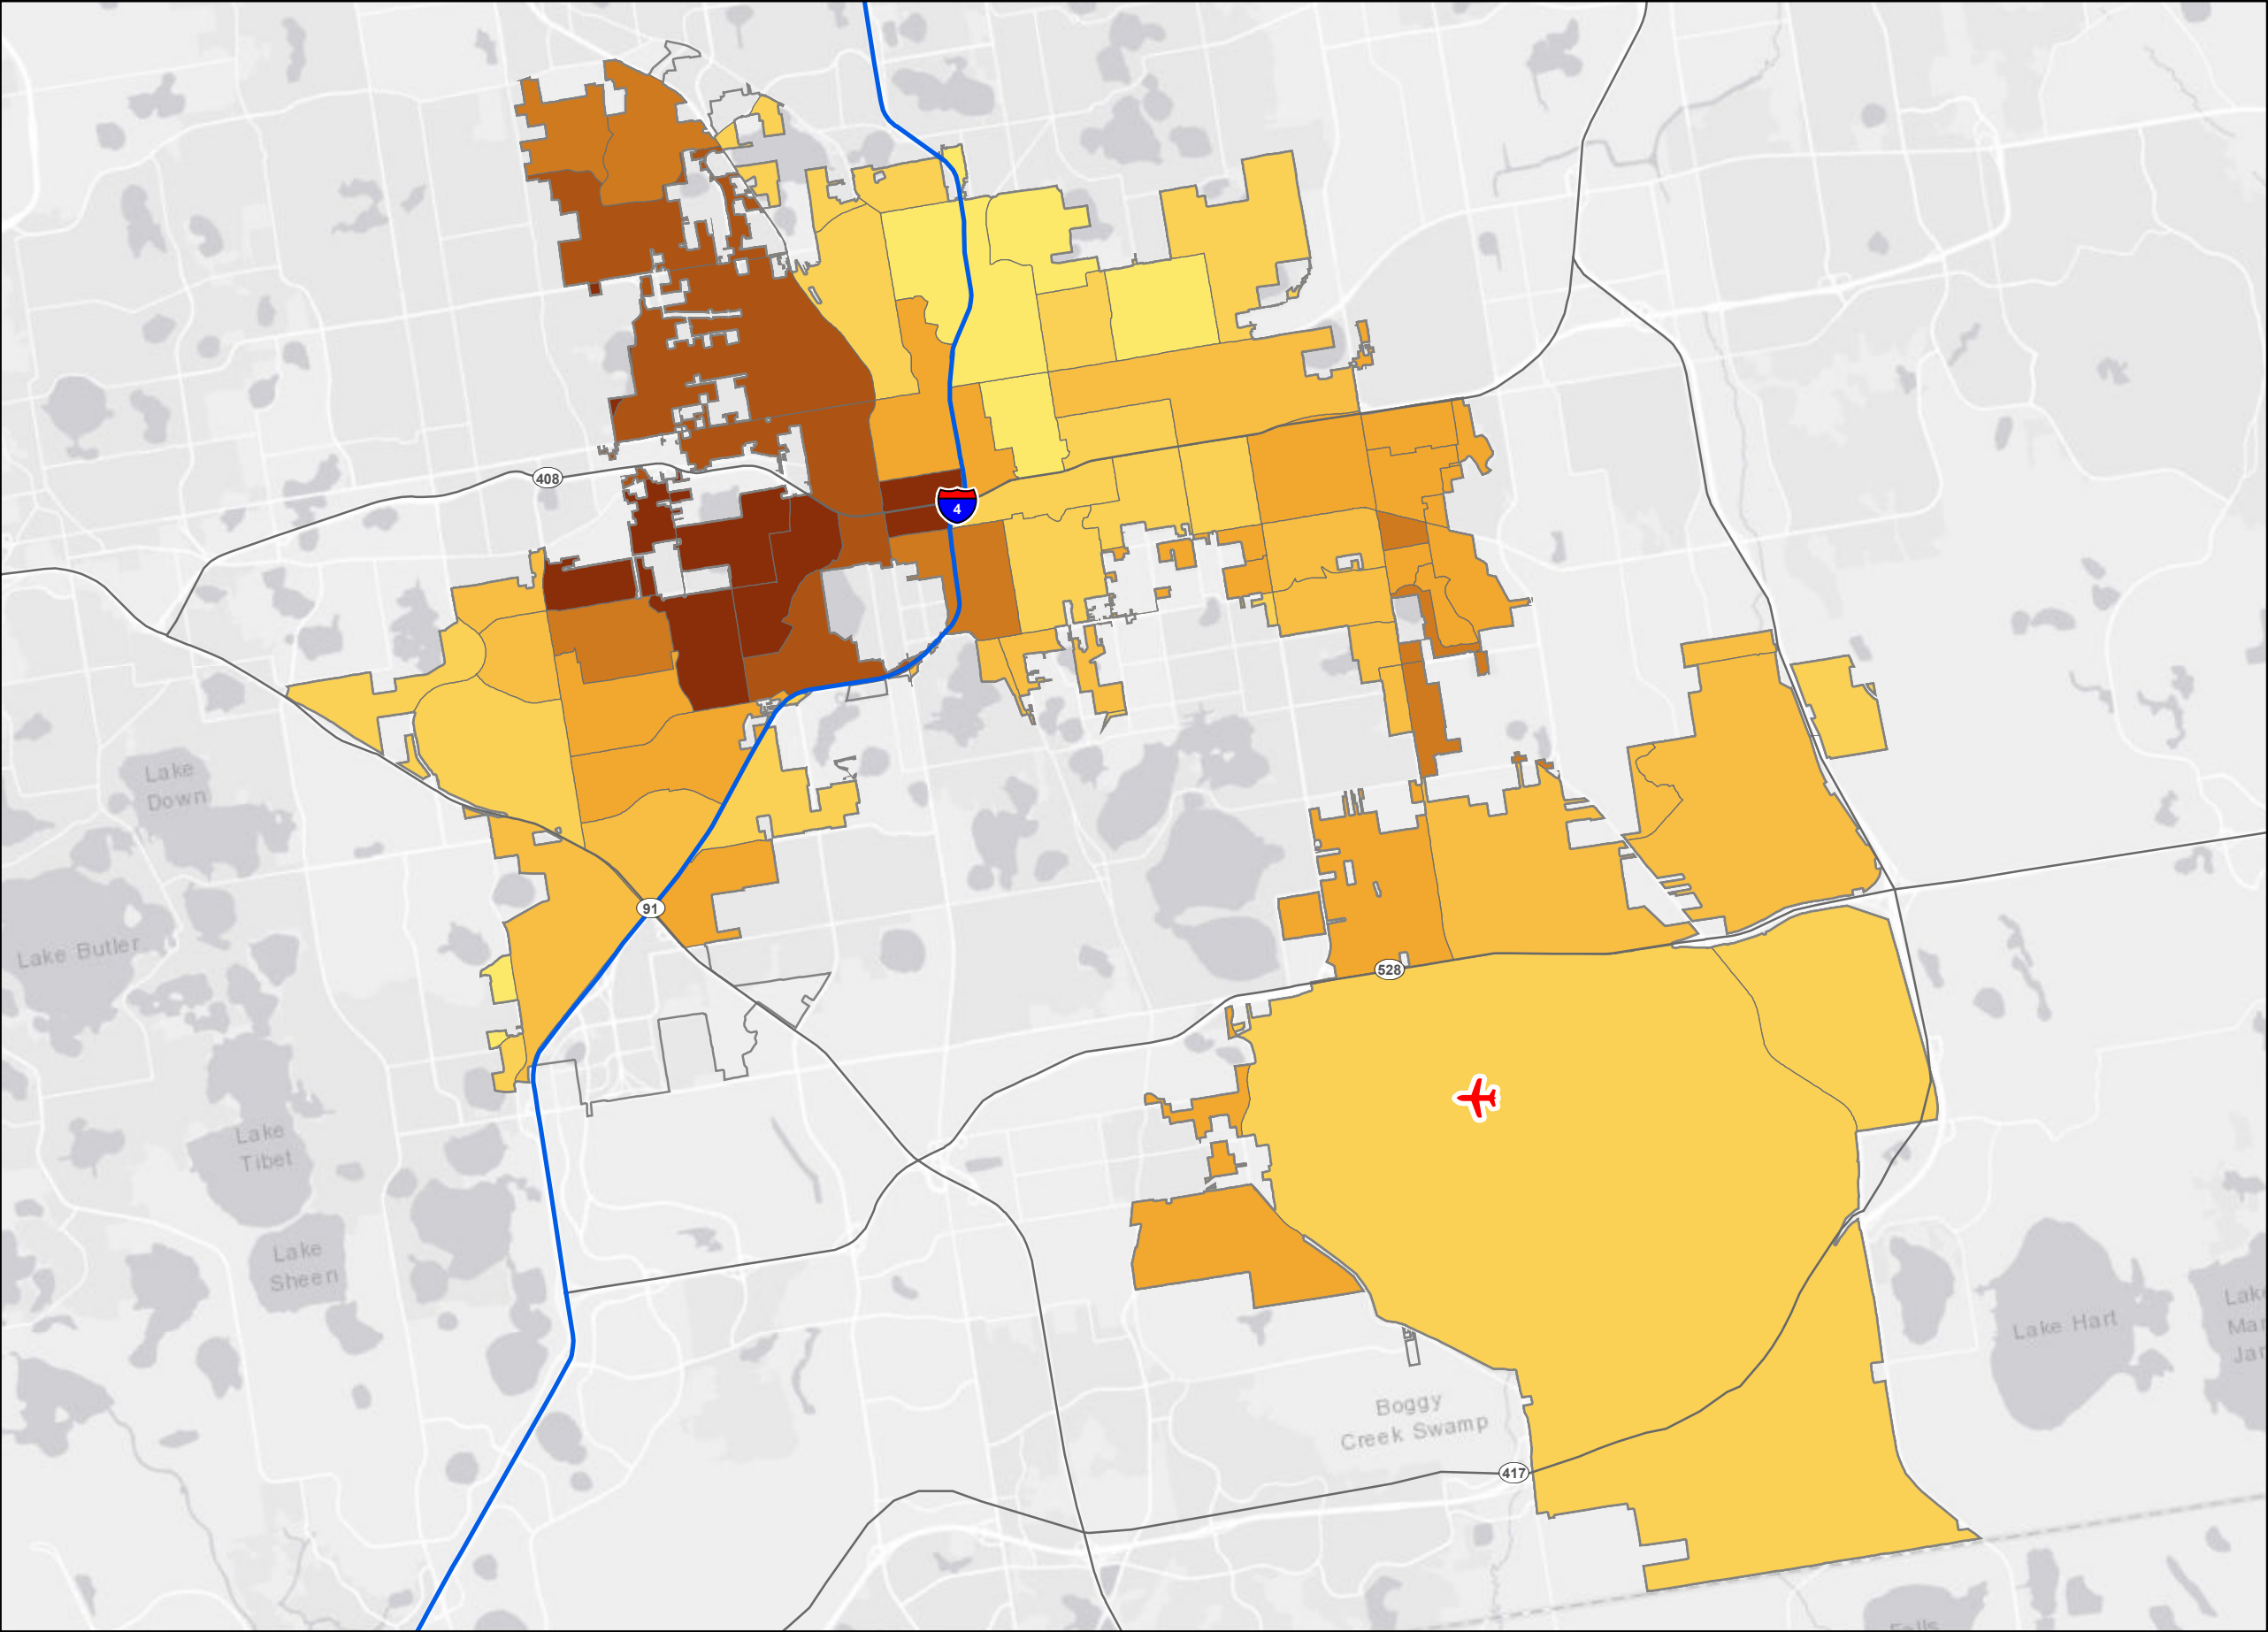 408
4
Lake
Down
91
Lake Butler
528
Lake
Tibet
Lake
Sheen
Lake Hart
Boggy
Creek Swamp
417